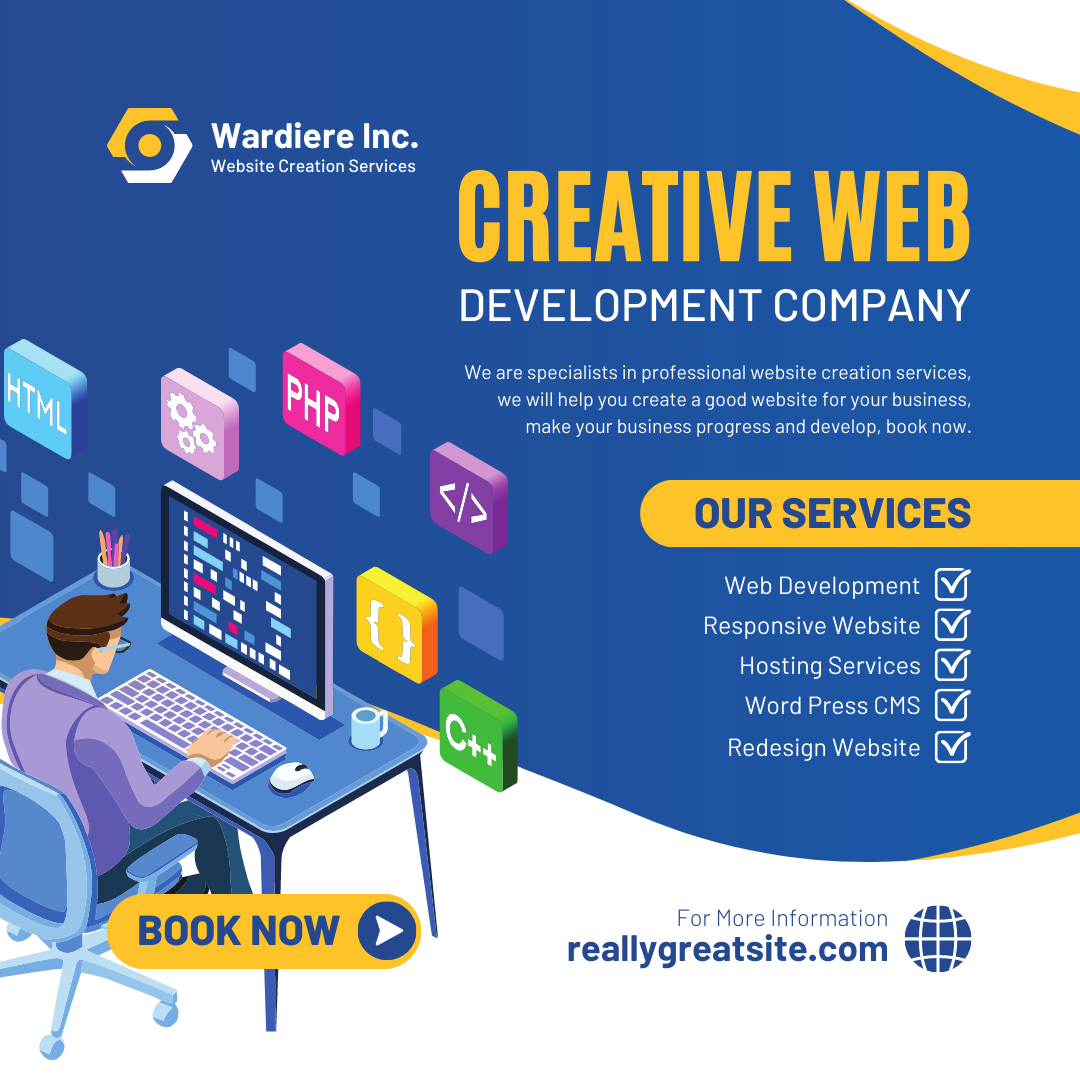 Wardiere Inc.
Website Creation Services
CREATIVE WEB
DEVELOPMENT COMPANY
We are specialists in professional website creation services,
we will help you create a good website for your business,
make your business progress and develop, book now.
HTML
PHP
</>
{ }
C++
OUR SERVICES
Web Development
Responsive Website
Hosting Services
Word Press CMS
Redesign Website
BOOK NOW
For More Information
reallygreatsite.com